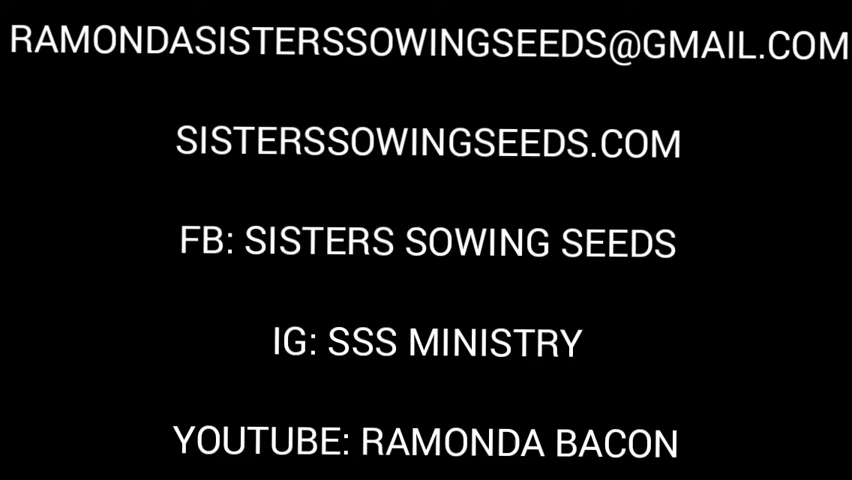 RAMONDASISTERSSOWINGSEEDS@GMAIL.COM
SISTERSSOWINGSEEDS.COM
FB: SISTERS SOWING SEEDS
IG: SSS MINISTRY
YOUTUBE: RAMONDA BACON